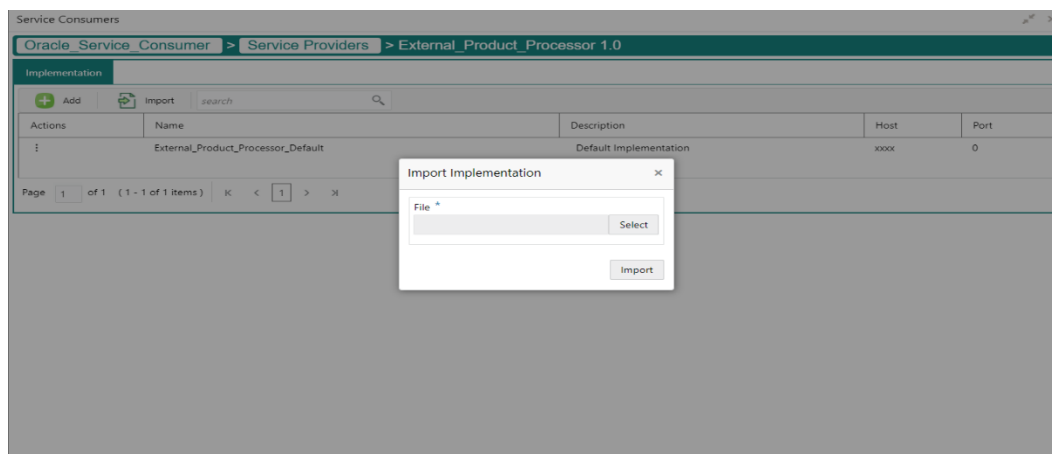 Service Consumers
Oracle_Service_Consumer > Service Providers > External_Product_Processor 1.0
Implementation
Add Import search
Actions Name Description Host Port
External_Product_Processor_Default Default Implementation xxxx 0
Page 1 of 1 (1 - 1 of 1 items) K < 1 > X
Import Implementation ×
File *
Select
Import